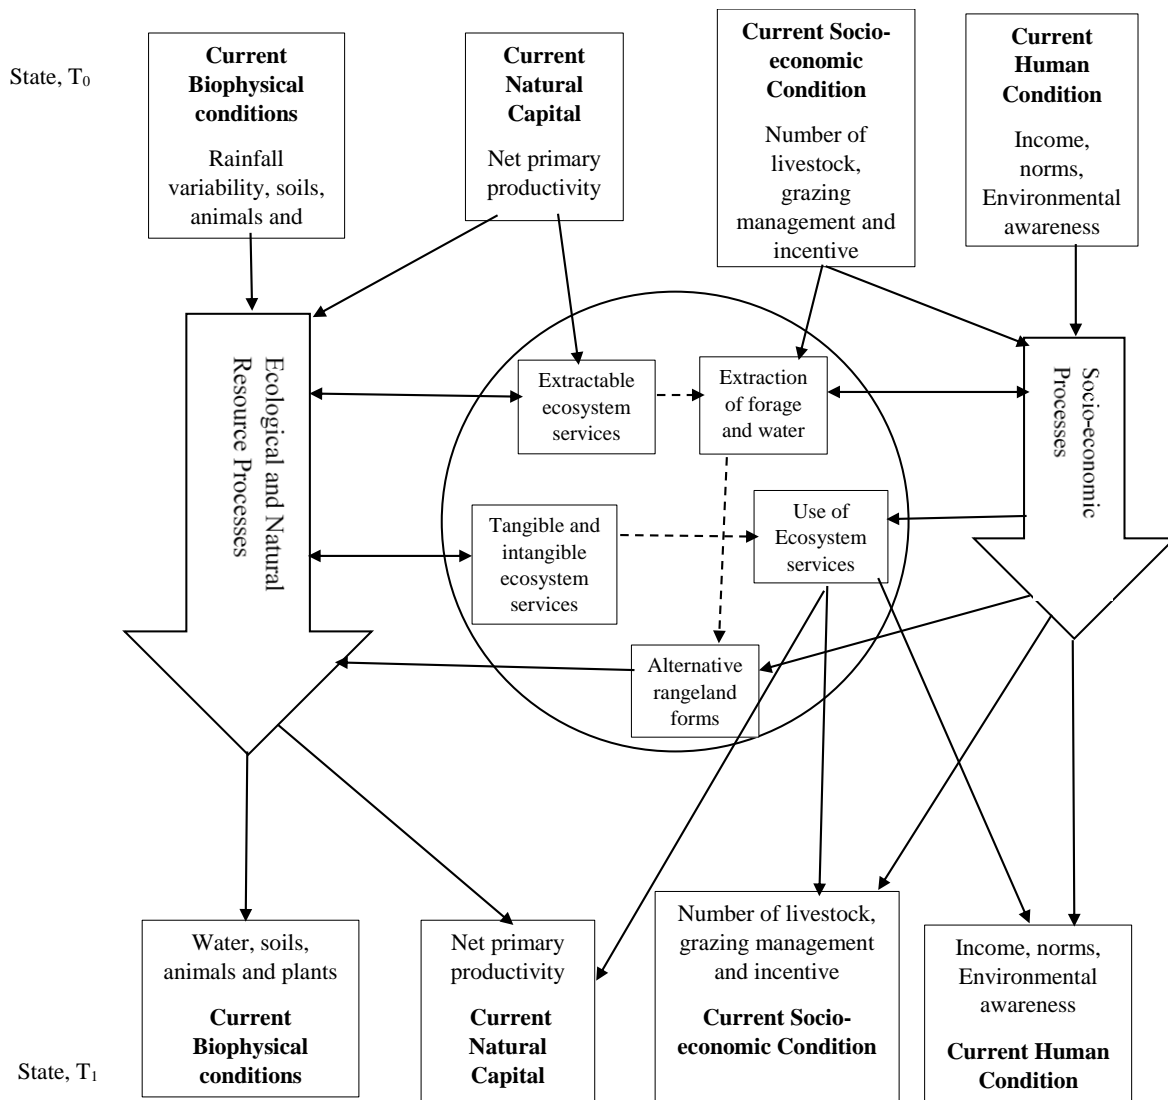 State, T₀
Current
Biophysical
conditions
Rainfall
variability, soils,
animals and
Current
Natural
Capital
Net primary
productivity
Current Socio-
economic
Condition
Number of
livestock,
grazing
management and
incentive
Current
Human
Condition
Income,
norms,
Environmental
awareness
Ecological and Natural
Resource Processes
Extractable
ecosystem
services
Extraction
of forage
and water
Socio-economic
Processes
Tangible and
intangible
ecosystem
services
Use of
Ecosystem
services
Alternative
rangeland
forms
Water, soils,
animals and plants
Current
Biophysical
conditions
Net primary
productivity
Current
Natural
Capital
Number of livestock,
grazing management
and incentive
Current Socio-
economic Condition
Income, norms,
Environmental
awareness
Current Human
Condition
State, T₁